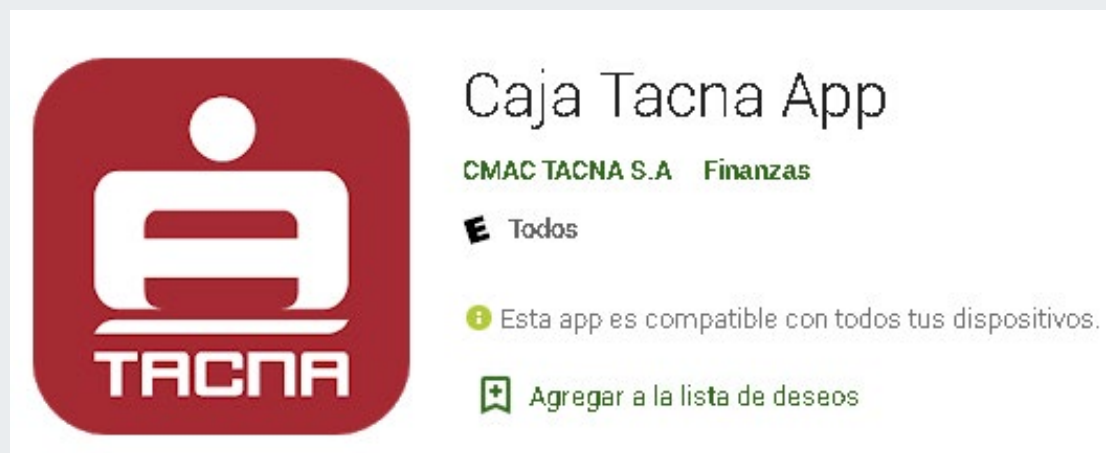 TACNA
Caja Tacna App
CMAC TACNA S.A Finanzas
E Todos
Esta app es compatible con todos tus dispositivos.
Agregar a la lista de deseos